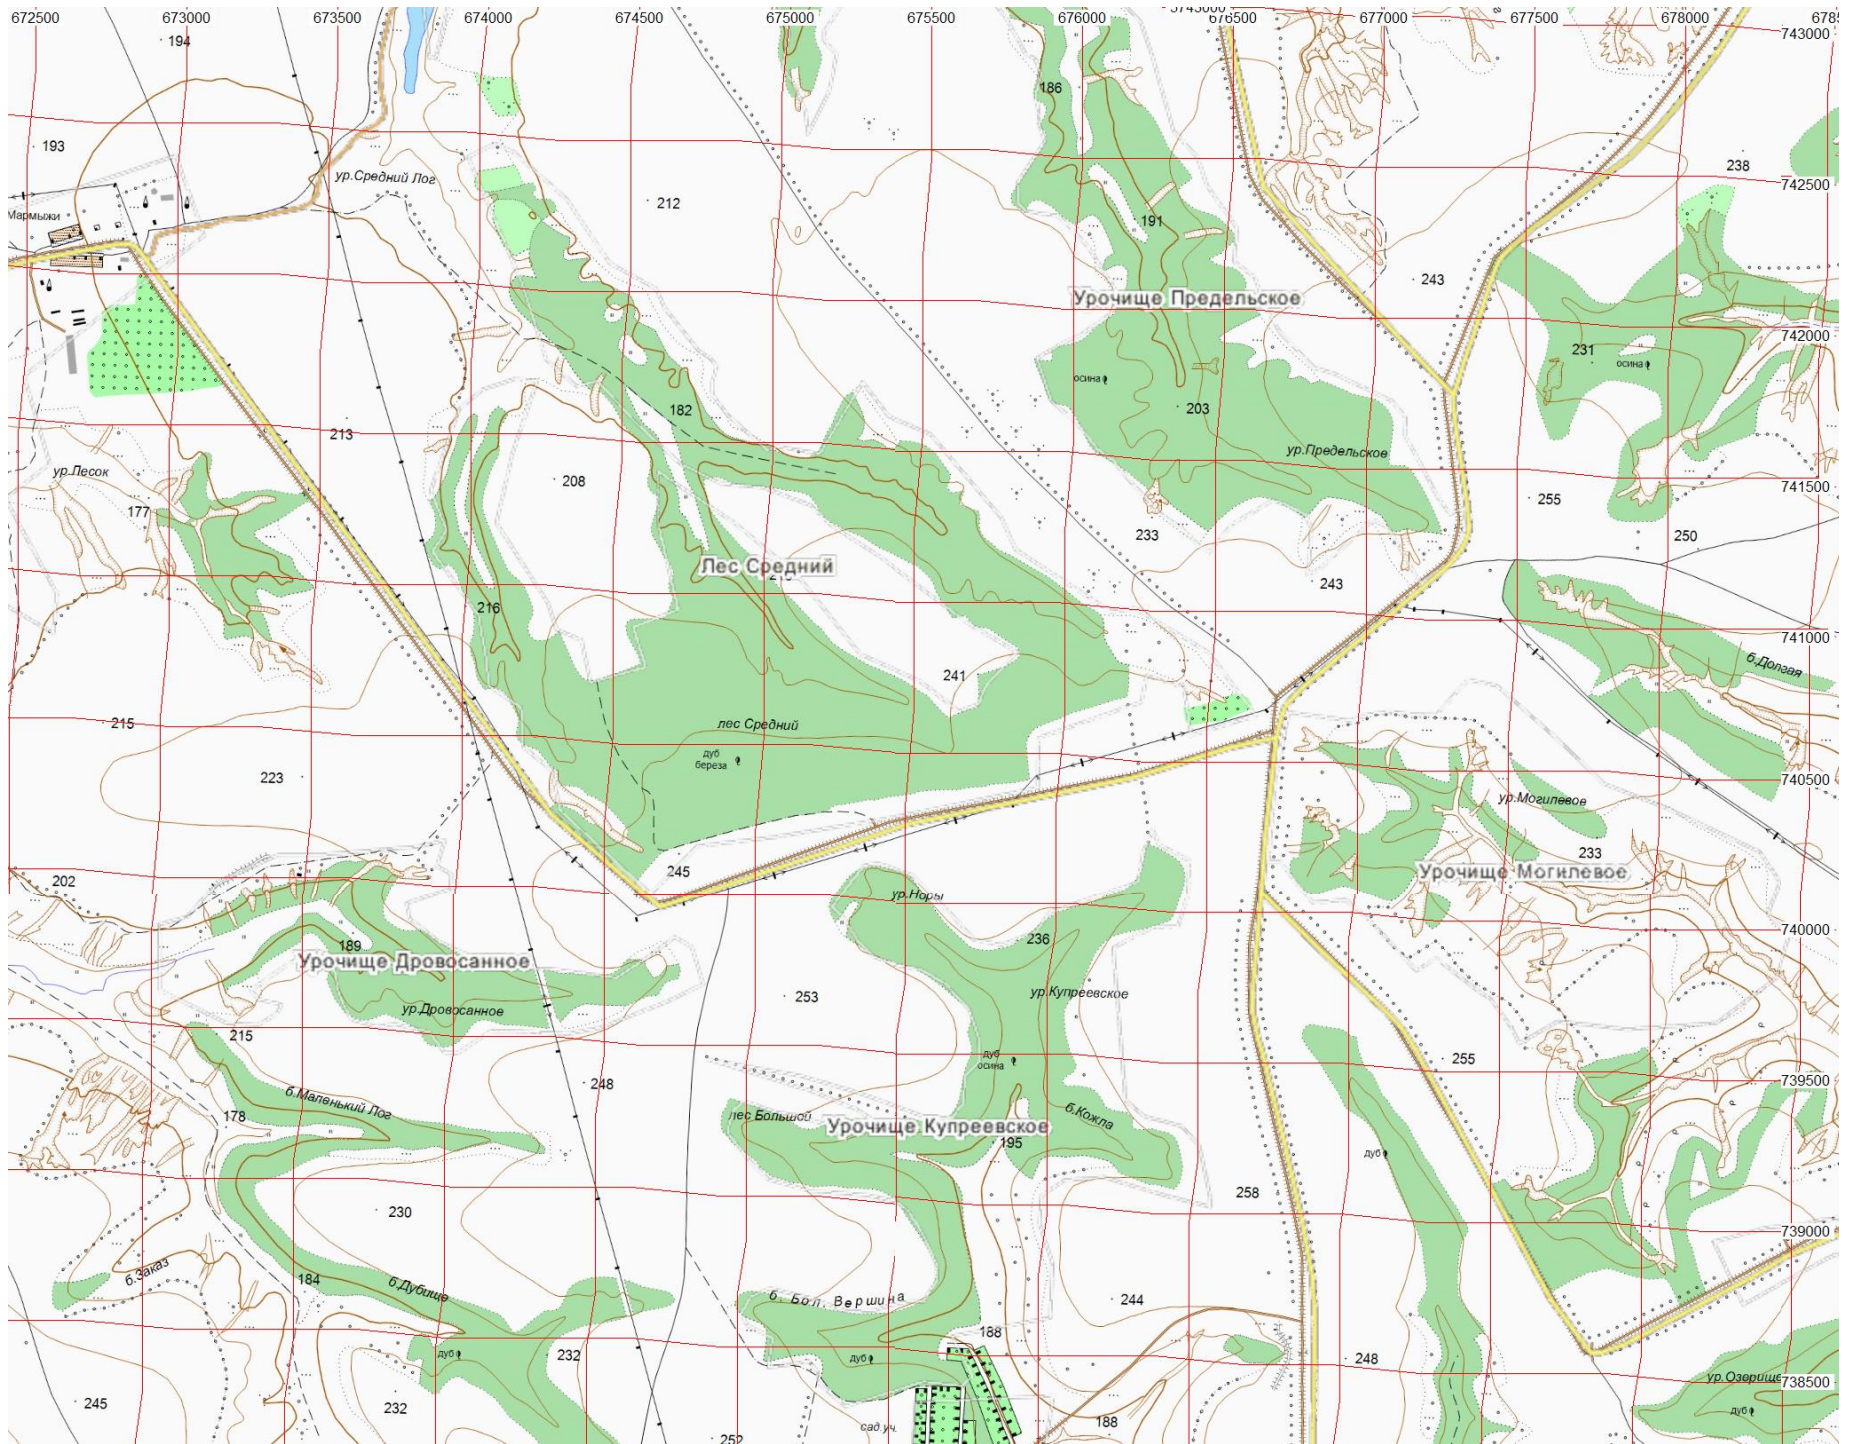 672500 673000 673500 674000 674500 675000 675500 676000 676500 677000 677500 678000
743000
194
186
193
238
ур.Средний Лог
742500
212
191
Мармыжи
243
Урочище Предельское
742000
231
осина
осина
182
203
213
ур.Предельское
ур.Лесок
208
741500
255
177
233
250
Лес Средний
243
216
741000
б.Долгая
241
215
лес Средний
дуб
береза
223
740500
ур.Могилевое
233
245
Урочище Могилевое
202
ур.Норы
740000
236
189
Урочище Дровосанное
253
ур.Купреевское
ур.Дровосанное
215
255
дуб
осина
248
739500
б.Маленький Лог
178
лес Большой
б.Кожла
Урочище Купреевское
195
дуб
258
230
739000
б.Заказ
184
б.Дубище
б. Бол. Вершина
244
188
232
дуб
дуб
248
ур.Озерище
738500
245
232
188
дуб
сад.уч.
252